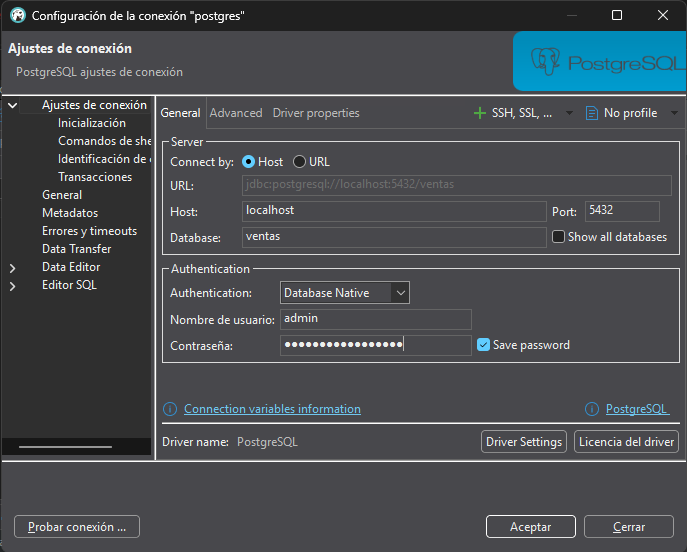 Configuración de la conexión "postgres"
Ajustes de conexión
PostgreSQL ajustes de conexión
PostgreSQL
Ajustes de conexión
Inicialización
Comandos de she
Identificación de
Transacciones
General
Metadatos
Errores y timeouts
Data Transfer
Data Editor
Editor SQL
General Advanced Driver properties
SSH, SSL, ... No profile
Server
Connect by: Host URL
URL: jdbc:postgresql://localhost:5432/ventas
Host: localhost Port: 5432
Database: ventas Show all databases
Authentication
Authentication: Database Native
Nombre de usuario: admin
Contraseña: ●●●●●●●●●●●●●●●●● Save password
Connection variables information PostgreSQL
Driver name: PostgreSQL Driver Settings Licencia del driver
Probar conexión ... Aceptar Cerrar